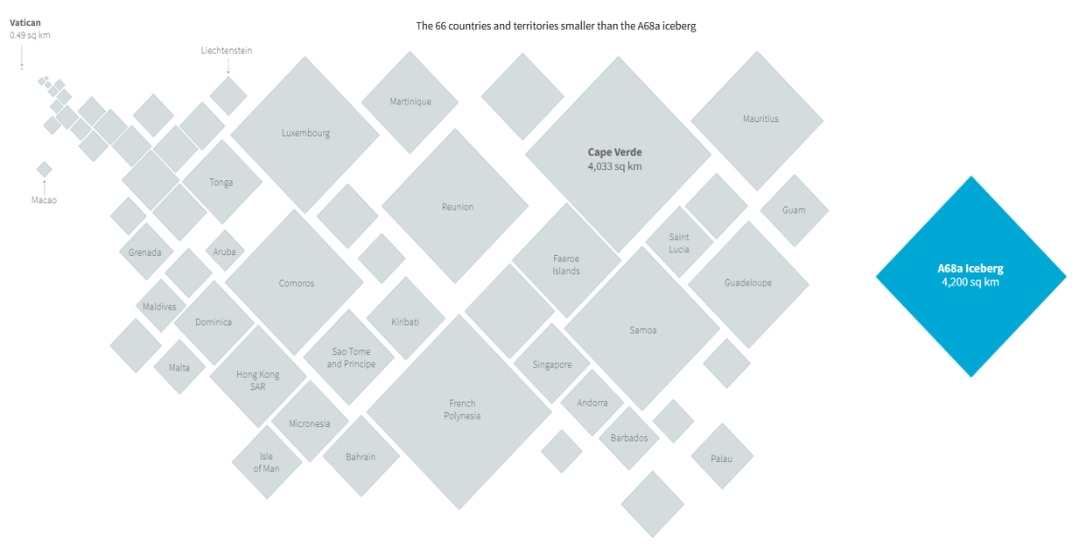 The 66 countries and territories smaller than the A68a iceberg
Vatican
0.49 sq km
Liechtenstein
Martinique
Luxembourg
Mauritius
Cape Verde
4,033 sq km
Tonga
Macao
Reunion
Guam
Grenada
Aruba
Saint
Lucia
Faeroe
Islands
A68a Iceberg
4,200 sq km
Comoros
Guadeloupe
Maldives
Dominica
Kiribati
Samoa
Sao Tome
and Principe
Singapore
Malta
Hong Kong
SAR
French
Polynesia
Andorra
Micronesia
Barbados
Isle
of Man
Bahrain
Palau